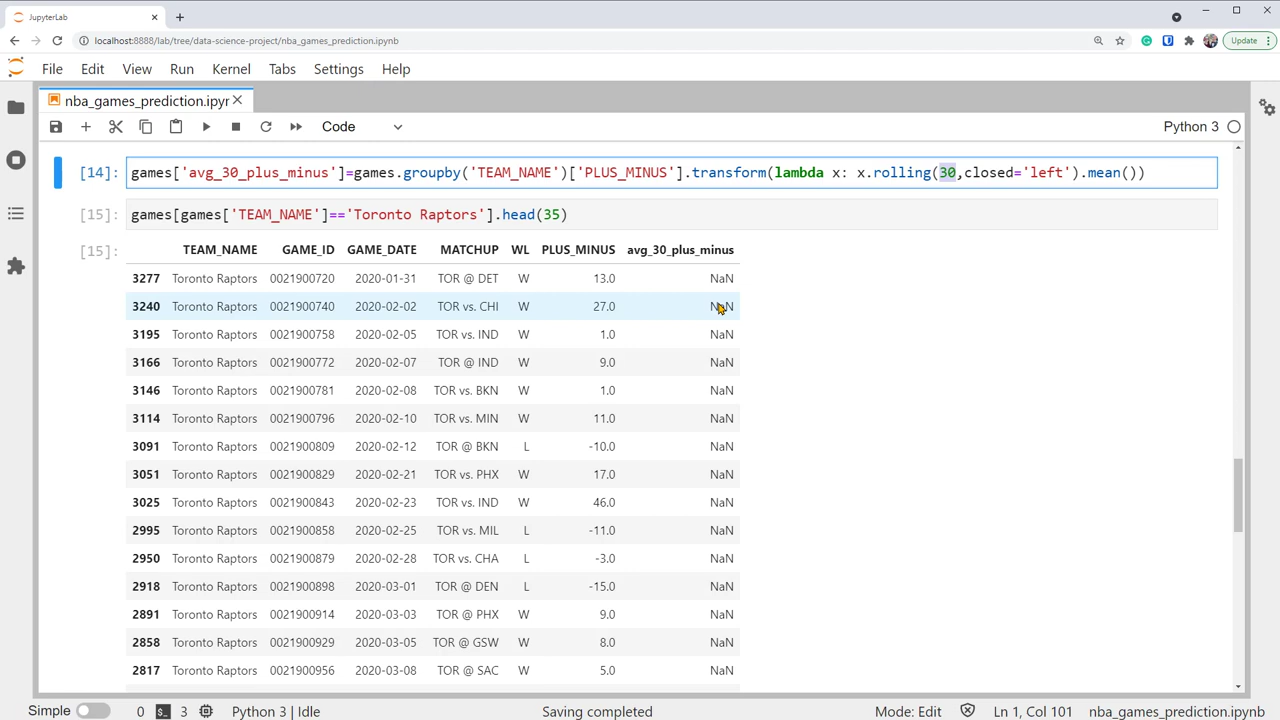 JupyterLab
localhost:8888/lab/tree/data-science-project/nba_games_prediction.ipynb
Update
File Edit View Run Kernel Tabs Settings Help
nba_games_prediction.ipyr
Code
Python 3
[14]: games['avg_30_plus_minus']=games.groupby('TEAM_NAME')['PLUS_MINUS'].transform(lambda x: x.rolling(30,closed='left').mean())
[15]: games[games['TEAM_NAME']=='Toronto Raptors'].head(35)
[15]: TEAM_NAME GAME_ID GAME_DATE MATCHUP WL PLUS_MINUS avg_30_plus_minus
3277 Toronto Raptors 0021900720 2020-01-31 TOR @ DET W 13.0 NaN
3240 Toronto Raptors 0021900740 2020-02-02 TOR vs. CHI W 27.0 NaN
3195 Toronto Raptors 0021900758 2020-02-05 TOR vs. IND W 1.0 NaN
3166 Toronto Raptors 0021900772 2020-02-07 TOR @ IND W 9.0 NaN
3146 Toronto Raptors 0021900781 2020-02-08 TOR vs. BKN W 1.0 NaN
3114 Toronto Raptors 0021900796 2020-02-10 TOR vs. MIN W 11.0 NaN
3091 Toronto Raptors 0021900809 2020-02-12 TOR @ BKN L -10.0 NaN
3051 Toronto Raptors 0021900829 2020-02-21 TOR vs. PHX W 17.0 NaN
3025 Toronto Raptors 0021900843 2020-02-23 TOR vs. IND W 46.0 NaN
2995 Toronto Raptors 0021900858 2020-02-25 TOR vs. MIL L -11.0 NaN
2950 Toronto Raptors 0021900879 2020-02-28 TOR vs. CHA L -3.0 NaN
2918 Toronto Raptors 0021900898 2020-03-01 TOR @ DEN L -15.0 NaN
2891 Toronto Raptors 0021900914 2020-03-03 TOR @ PHX W 9.0 NaN
2858 Toronto Raptors 0021900929 2020-03-05 TOR @ GSW W 8.0 NaN
2817 Toronto Raptors 0021900956 2020-03-08 TOR @ SAC W 5.0 NaN
Simple 0 3 Python 3 | Idle Saving completed Mode: Edit Ln 1, Col 101 nba_games_prediction.ipynb